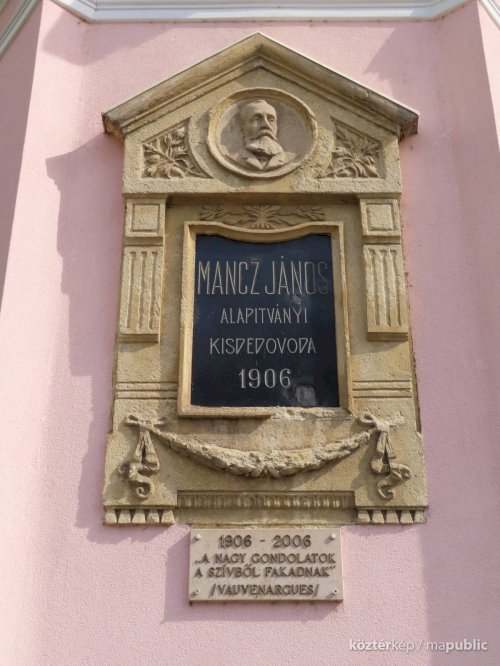 MANCZ JÁNOS
ALAPITVÁNYI
KISDEDOVODA
1906
1906 - 2006
„A NAGY GONDOLATOK
A SZÍVBŐL FAKADNAK"
/VAUVENARGUES/
köztérkép / mapublic